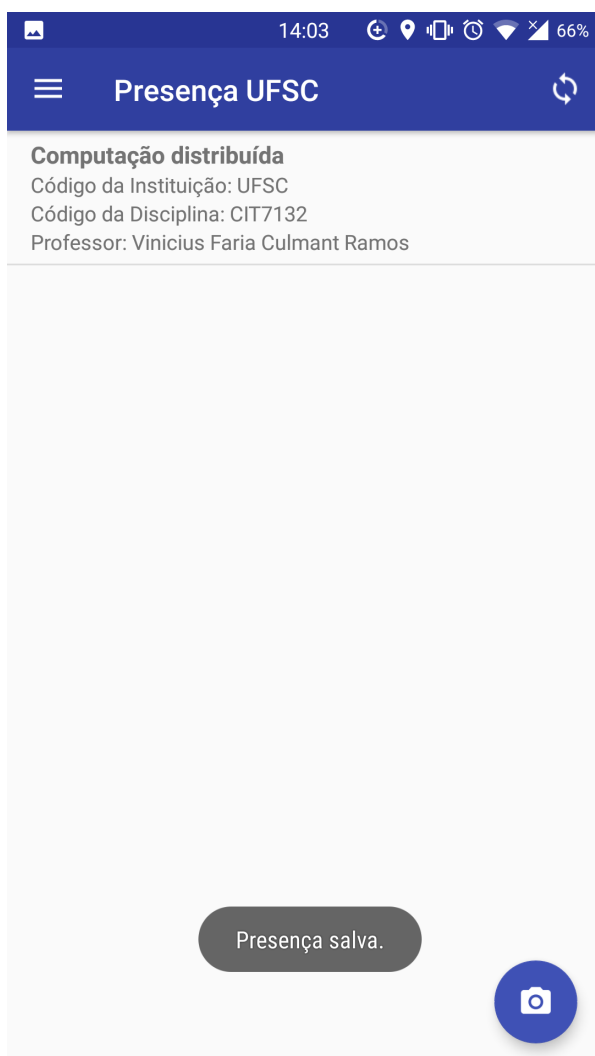 14:03
66%
Presença UFSC
Computação distribuída
Código da Instituição: UFSC
Código da Disciplina: CIT7132
Professor: Vinicius Faria Culmant Ramos
Presença salva.